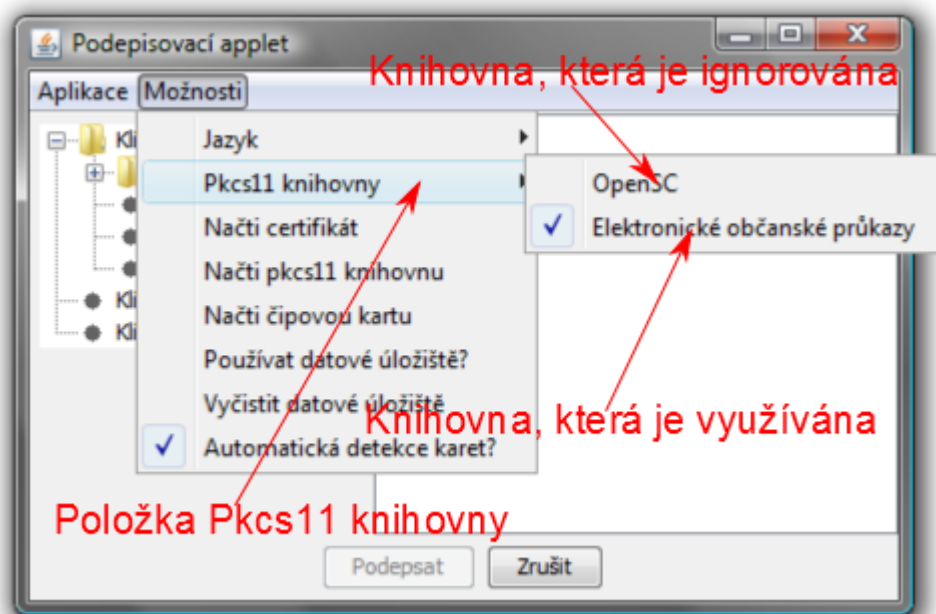 Podepisovací applet
Knihovna, která je ignorována
Aplikace Možnosti
Jazyk
Pkcs11 knihovny
OpenSC
Načti certifikát
Elektronické občanské průkazy
Načti pkcs11 knihovnu
Načti čipovou kartu
Používat datové úložiště?
Vyčistit datové úložiště
Knihovna, která je využívána
Automatická detekce karet?
Položka Pkcs11 knihovny
Podepsat Zrušit